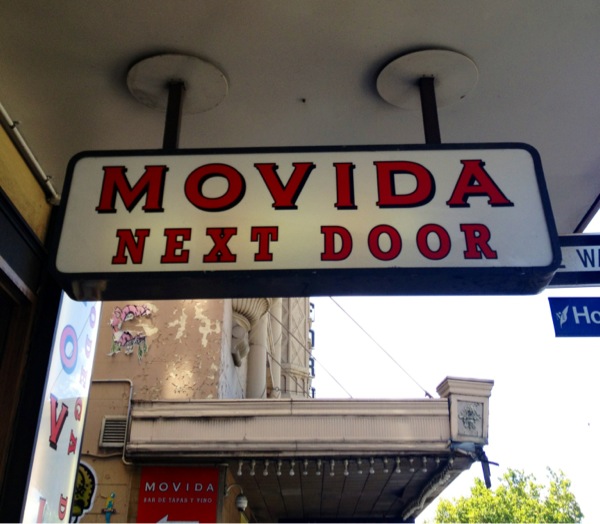 MOVIDA
NEXT DOOR
MOVIDA
BAR DE TAPAS Y VINO